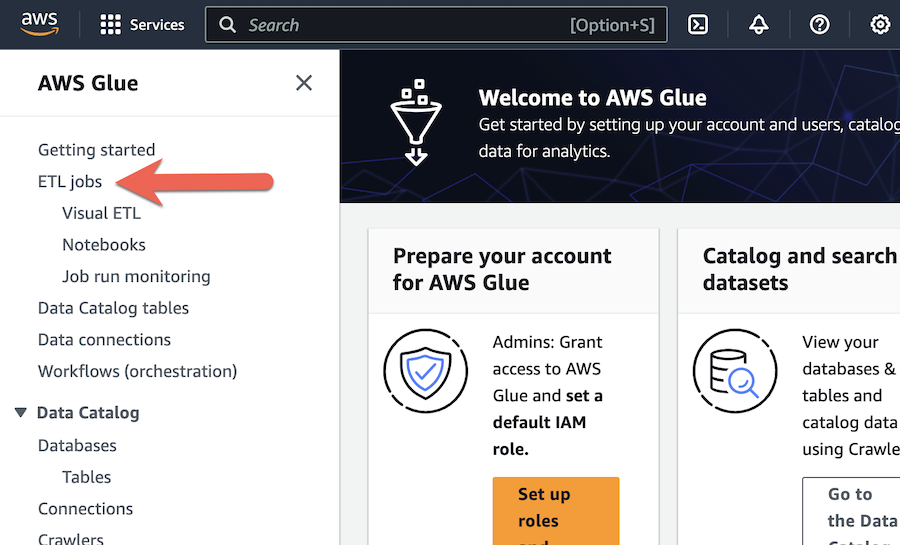 aws
Services
Search
[Option+S]
AWS Glue
Getting started
ETL jobs
Visual ETL
Notebooks
Job run monitoring
Data Catalog tables
Data connections
Workflows (orchestration)
Data Catalog
Databases
Tables
Connections
Crawlers
Welcome to AWS Glue
Get started by setting up your account and users, catalog
data for analytics.
Prepare your account
for AWS Glue
Admins: Grant
access to AWS
Glue and set a
default IAM
role.
Set up
roles
and
Catalog and search
datasets
View your
databases &
tables and
catalog data
using Crawle
Go to
the Data
Catalog